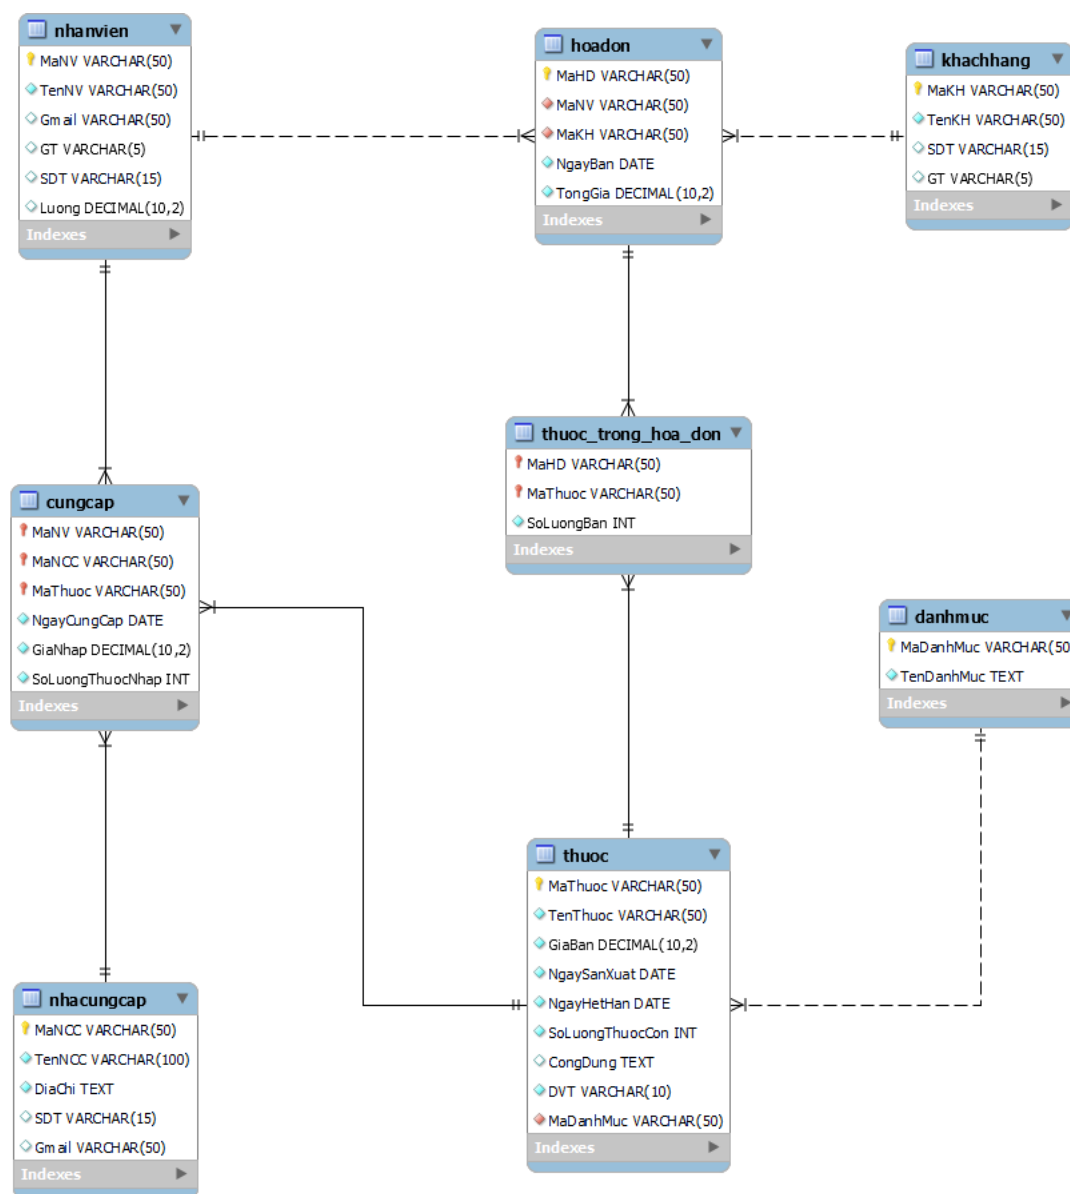 nhanvien
MaNV VARCHAR(50)
TenNV VARCHAR(50)
Gmail VARCHAR(50)
GT VARCHAR(5)
SDT VARCHAR(15)
Luong DECIMAL(10,2)
Indexes
hoadon
MaHD VARCHAR(50)
MaNV VARCHAR(50)
MaKH VARCHAR(50)
NgayBan DATE
TongGia DECIMAL(10,2)
Indexes
khachhang
MaKH VARCHAR(50)
TenKH VARCHAR(50)
SDT VARCHAR(15)
GT VARCHAR(5)
Indexes
thuoc_trong_hoa_don
MaHD VARCHAR(50)
MaThuoc VARCHAR(50)
SoLuongBan INT
Indexes
cungcap
MaNV VARCHAR(50)
MaNCC VARCHAR(50)
MaThuoc VARCHAR(50)
NgayCungCap DATE
GiaNhap DECIMAL(10,2)
SoLuongThuocNhap INT
Indexes
danhmuc
MaDanhMuc VARCHAR(50
TenDanhMuc TEXT
Indexes
thuoc
MaThuoc VARCHAR(50)
TenThuoc VARCHAR(50)
GiaBan DECIMAL(10,2)
NgaySanXuat DATE
NgayHetHan DATE
SoLuongThuocCon INT
CongDung TEXT
DVT VARCHAR(10)
MaDanhMuc VARCHAR(50)
Indexes
nhacungcap
MaNCC VARCHAR(50)
TenNCC VARCHAR(100)
DiaChi TEXT
SDT VARCHAR(15)
Gmail VARCHAR(50)
Indexes